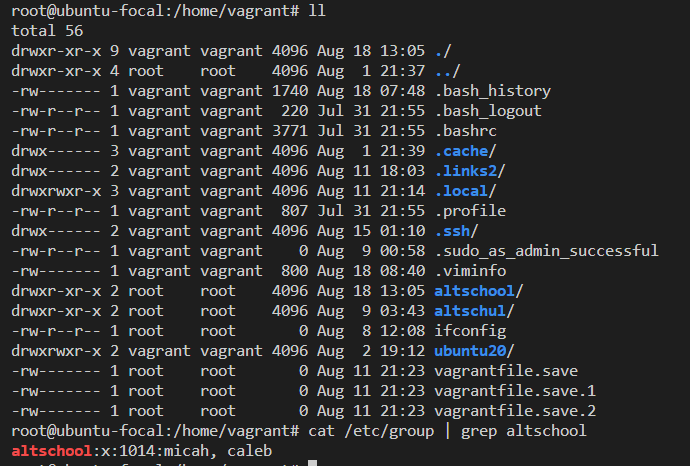 root@ubuntu-focal:/home/vagrant# ll
total 56
drwxr-xr-x 9 vagrant vagrant 4096 Aug 18 13:05 ./
drwxr-xr-x 4 root    root    4096 Aug  1 21:37 ../
-rw------- 1 vagrant vagrant 1740 Aug 18 07:48 .bash_history
-rw-r--r-- 1 vagrant vagrant  220 Jul 31 21:55 .bash_logout
-rw-r--r-- 1 vagrant vagrant 3771 Jul 31 21:55 .bashrc
drwx------ 3 vagrant vagrant 4096 Aug  1 21:39 .cache/
drwx------ 2 vagrant vagrant 4096 Aug 11 18:03 .links2/
drwxrwxr-x 3 vagrant vagrant 4096 Aug 11 21:14 .local/
-rw-r--r-- 1 vagrant vagrant  807 Jul 31 21:55 .profile
drwx------ 2 vagrant vagrant 4096 Aug 15 01:10 .ssh/
-rw-r--r-- 1 vagrant vagrant    0 Aug  9 00:58 .sudo_as_admin_successful
-rw------- 1 vagrant vagrant  800 Aug 18 08:40 .viminfo
drwxr-xr-x 2 root    root    4096 Aug 18 13:05 altschool/
drwxr-xr-x 2 root    root    4096 Aug  9 03:43 altschul/
-rw-r--r-- 1 root    root       0 Aug  8 12:08 ifconfig
drwxrwxr-x 2 vagrant vagrant 4096 Aug  2 19:12 ubuntu20/
-rw------- 1 root    root       0 Aug 11 21:23 vagrantfile.save
-rw------- 1 root    root       0 Aug 11 21:23 vagrantfile.save.1
-rw------- 1 root    root       0 Aug 11 21:23 vagrantfile.save.2
root@ubuntu-focal:/home/vagrant# cat /etc/group | grep altschool
altschool:x:1014:micah, caleb